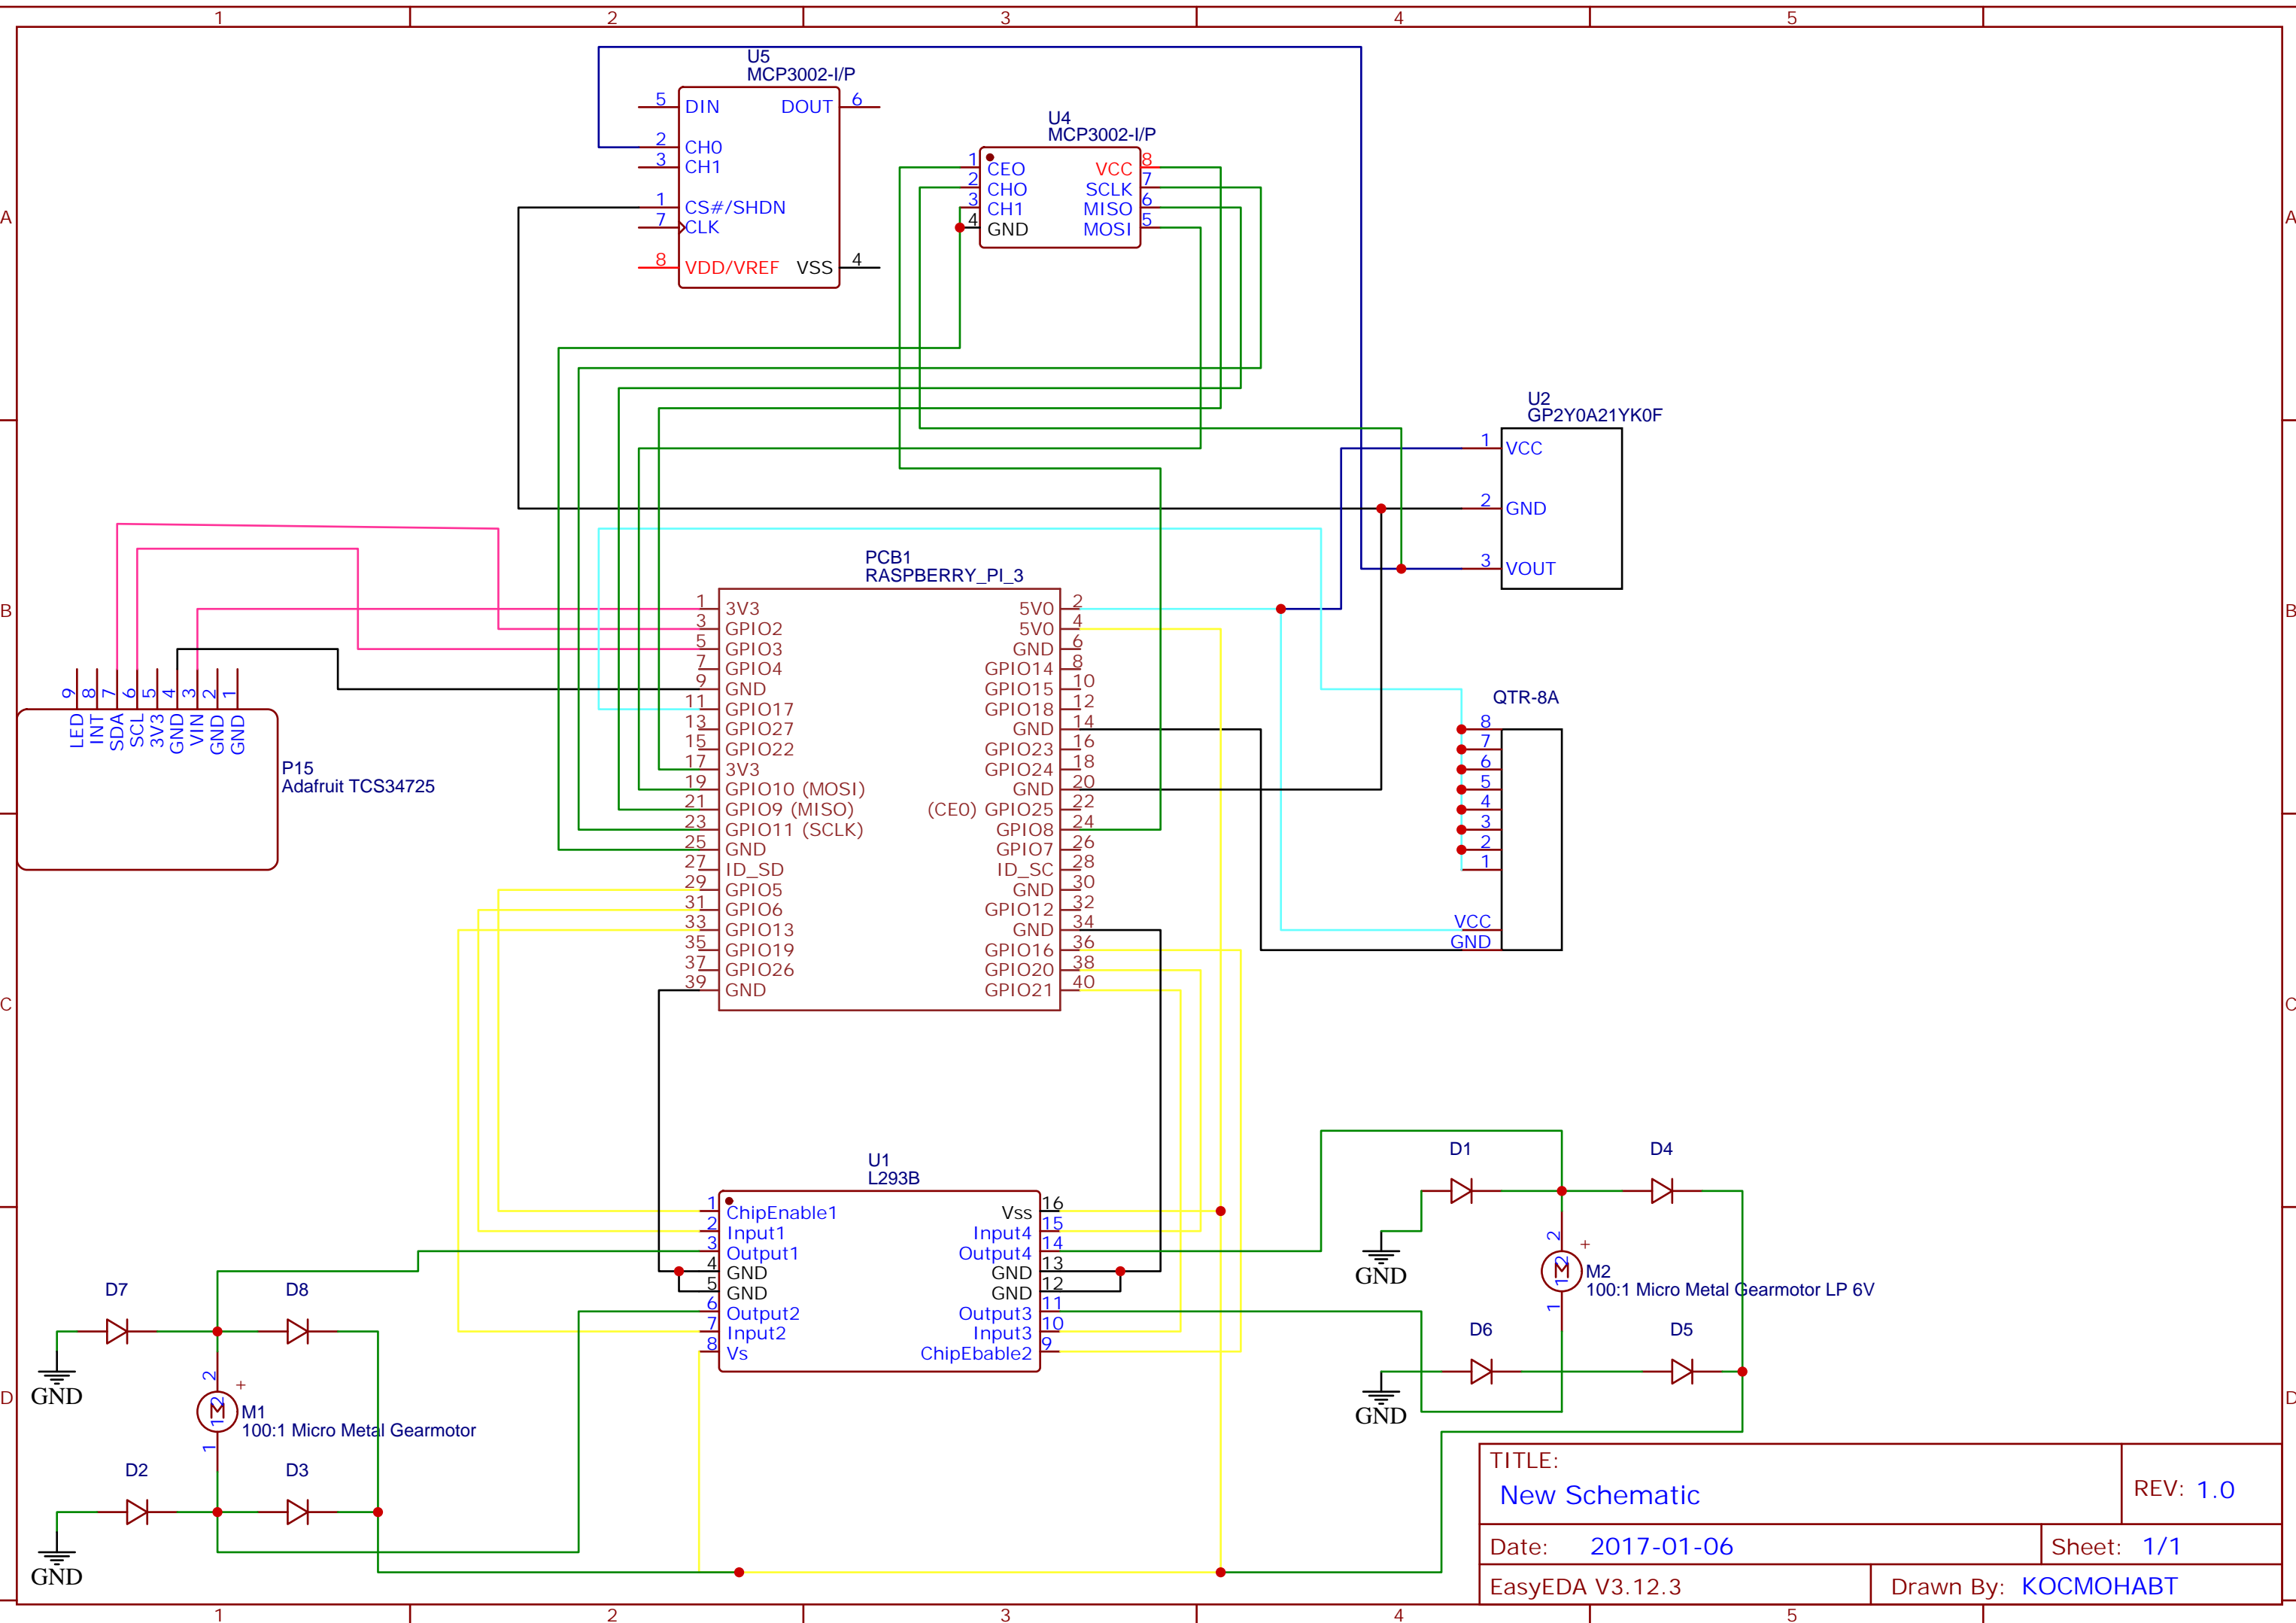 1 2 3 4 5
U5
MCP3002-I/P
5 DIN DOUT 6
2 CH0
3 CH1
1 CS#/SHDN
7 CLK
8 VDD/VREF VSS 4
U4
MCP3002-I/P
1 CEO VCC 8
2 CHO SCLK 7
3 CH1 MISO 6
4 GND MOSI 5
A A
U2
GP2Y0A21YK0F
1 VCC
2 GND
3 VOUT
PCB1
RASPBERRY_PI_3
1 3V3 5V0 2
3 GPIO2 5V0 4
5 GPIO3 GND 6
7 GPIO4 GPIO14 8
9 GND GPIO15 10
11 GPIO17 GPIO18 12
13 GPIO27 GND 14
15 GPIO22 GPIO23 16
17 3V3 GPIO24 18
19 GPIO10 (MOSI) GND 20
21 GPIO9 (MISO) (CE0) GPIO25 22
23 GPIO11 (SCLK) GPIO8 24
25 GND GPIO7 26
27 ID_SD ID_SC 28
29 GPIO5 GND 30
31 GPIO6 GPIO12 32
33 GPIO13 GND 34
35 GPIO19 GPIO16 36
37 GPIO26 GPIO20 38
39 GND GPIO21 40
B B
9 8 7 6 5 4 3 2 1
LED INT SDA SCL 3V3 GND VIN GND GND
P15
Adafruit TCS34725
QTR-8A
8
7
6
5
4
3
2
1
VCC
GND
C C
U1
L293B
1 ChipEnable1 Vss 16
2 Input1 Input4 15
3 Output1 Output4 14
4 GND GND 13
5 GND GND 12
6 Output2 Output3 11
7 Input2 Input3 10
8 Vs ChipEbable2 9
D1 D4
GND
2
+
M 1 2
M2
100:1 Micro Metal Gearmotor LP 6V
1
D6 D5
GND
D7 D8
GND
2
+
M 1 2
M1
100:1 Micro Metal Gearmotor
1
D2 D3
GND
D D
TITLE:
New Schematic
REV: 1.0
Date: 2017-01-06
Sheet: 1/1
EasyEDA V3.12.3
Drawn By: KOCMOHABT
1 2 3 4 5